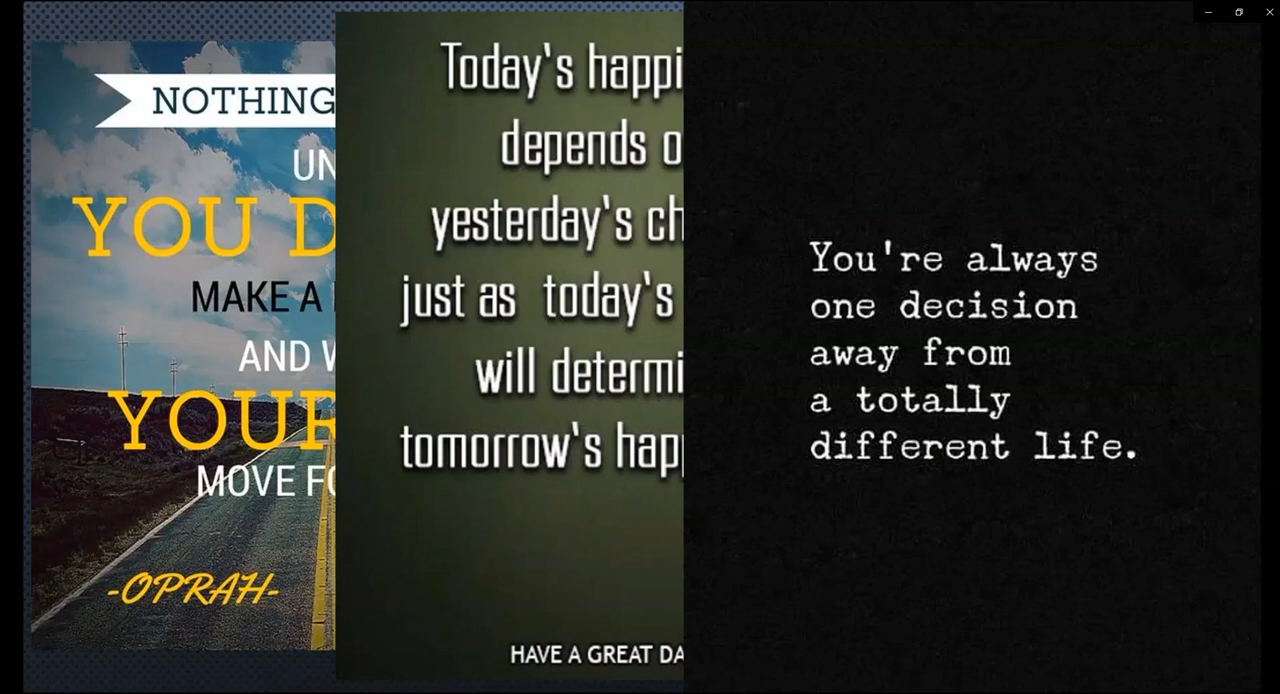 NOTHING
UN
YOU D
MAKE A
AND W
YOUR
MOVE FO
-OPRAH-
Today's happi
depends o
yesterday's ch
just as today's
will determi
tomorrow's happ
HAVE A GREAT DA
You're always
one decision
away from
a totally
different life.